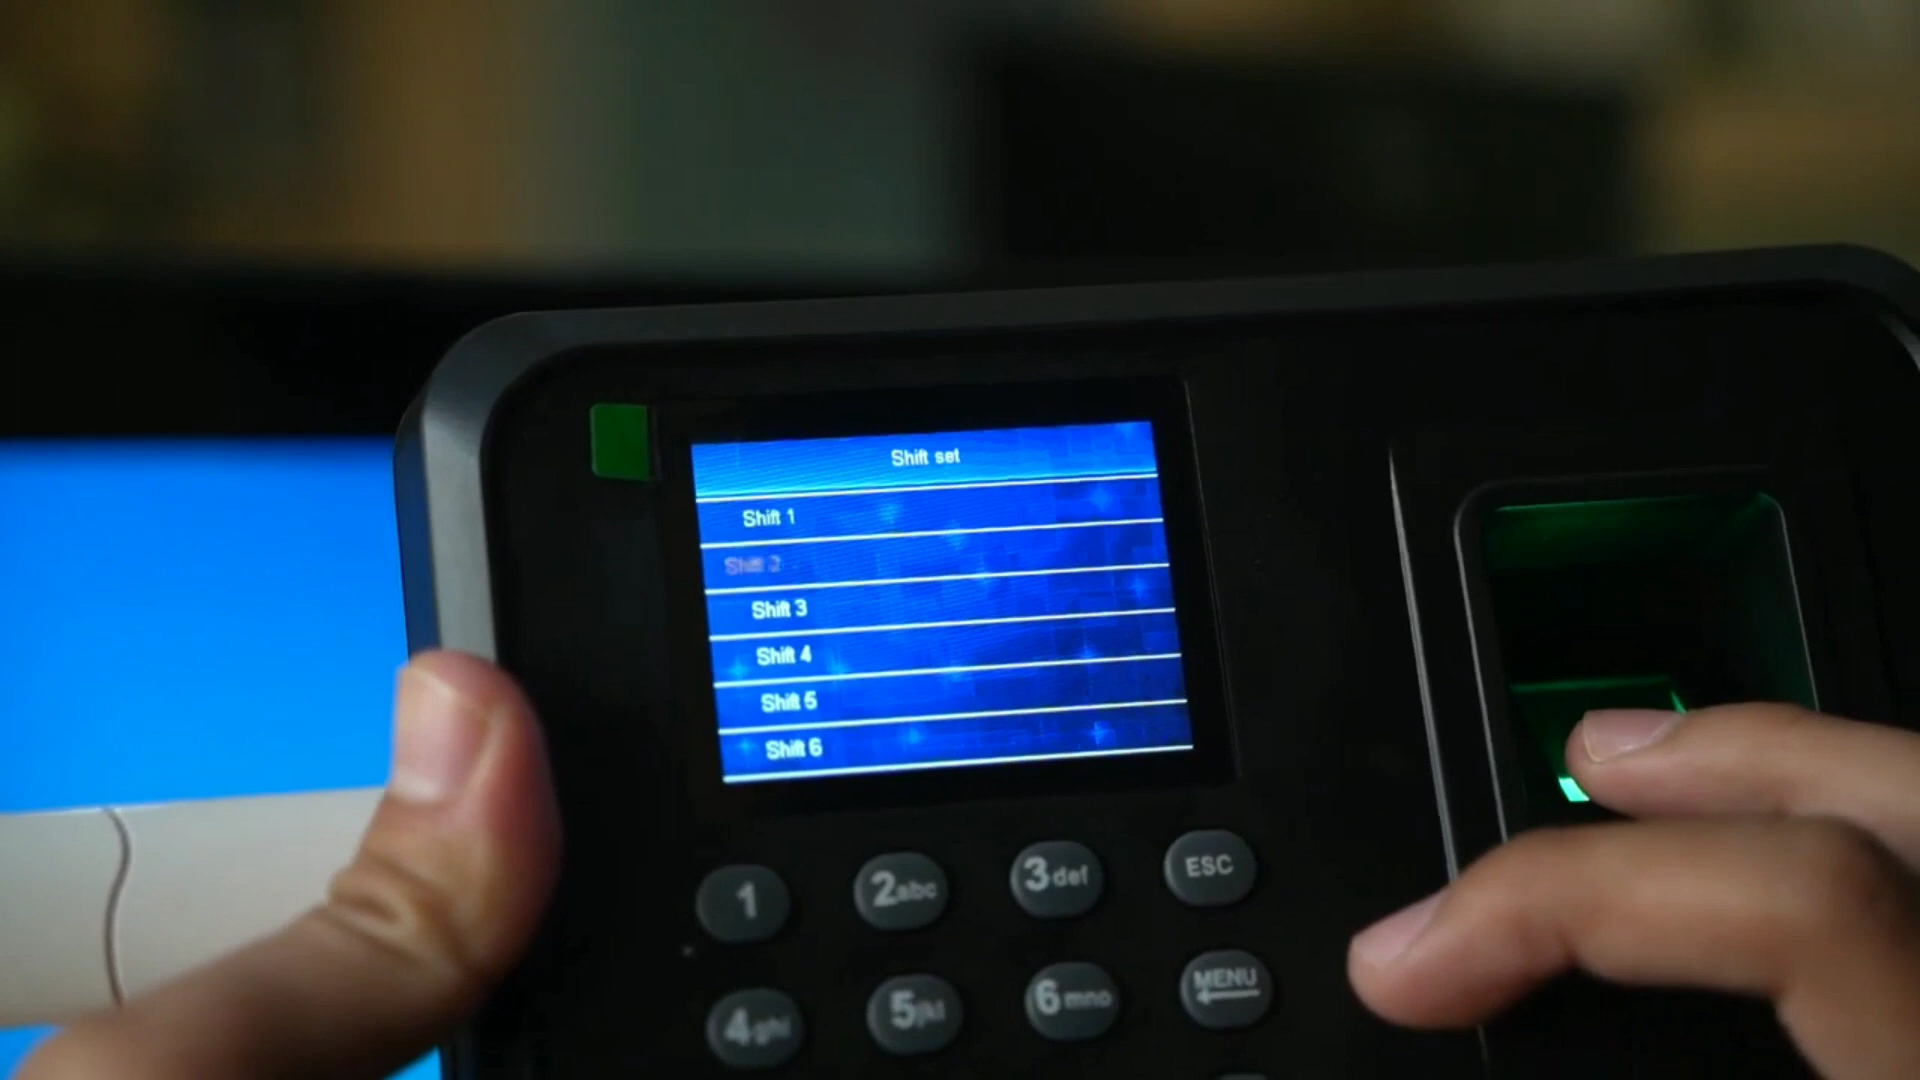 Shift set
Shift 1
Shift 2
Shift 3
Shift 4
Shift 5
Shift 6
1 2abc 3def ESC
4ghi 5jkl 6mno MENU